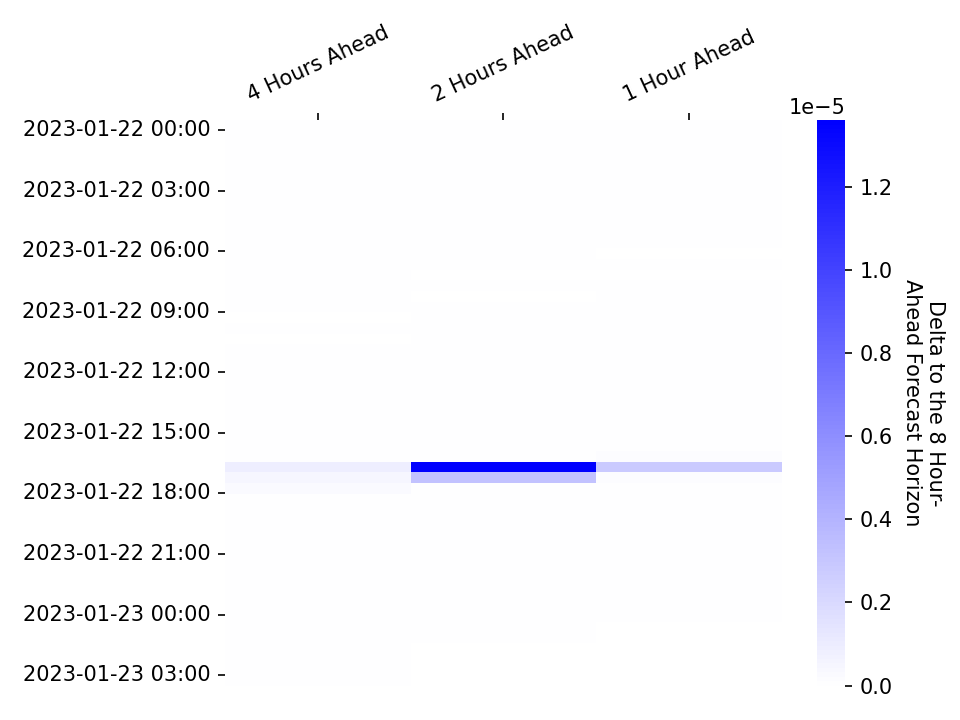 4 Hours Ahead
2 Hours Ahead
1 Hour Ahead
2023-01-22 00:00
2023-01-22 03:00
2023-01-22 06:00
2023-01-22 09:00
2023-01-22 12:00
2023-01-22 15:00
2023-01-22 18:00
2023-01-22 21:00
2023-01-23 00:00
2023-01-23 03:00
1e−5
1.2
1.0
0.8
0.6
0.4
0.2
0.0
Delta to the 8 Hour-
Ahead Forecast Horizon